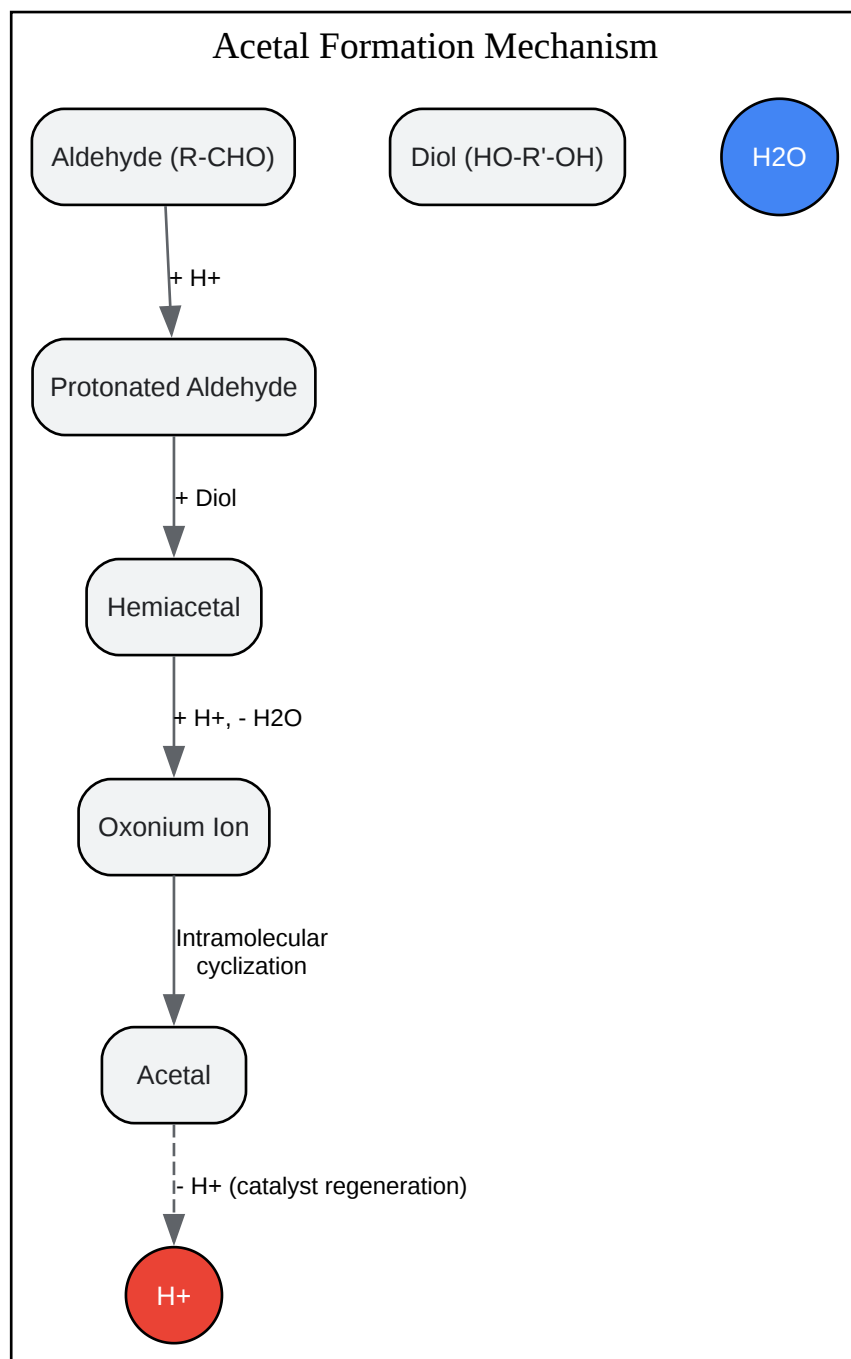 Acetal Formation Mechanism
Aldehyde (R-CHO)
Diol (HO-R'-OH)
H2O
+ H+
Protonated Aldehyde
+ Diol
Hemiacetal
+ H+, - H2O
Oxonium Ion
Intramolecular
cyclization
Acetal
- H+ (catalyst regeneration)
H+